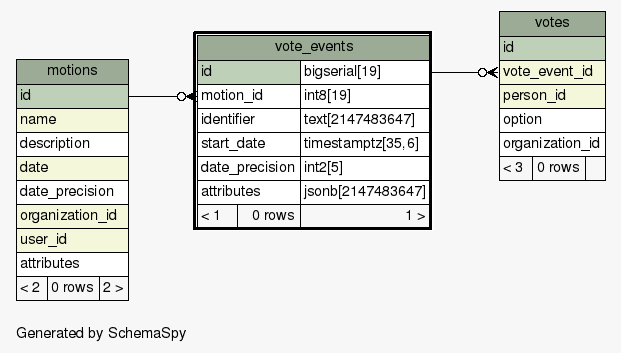 motions
id
name
description
date
date_precision
organization_id
user_id
attributes
< 2 0 rows 2 >
vote_events
id bigserial[19]
motion_id int8[19]
identifier text[2147483647]
start_date timestamptz[35,6]
date_precision int2[5]
attributes jsonb[2147483647]
< 1 0 rows 1 >
votes
id
vote_event_id
person_id
option
organization_id
< 3 0 rows
Generated by SchemaSpy